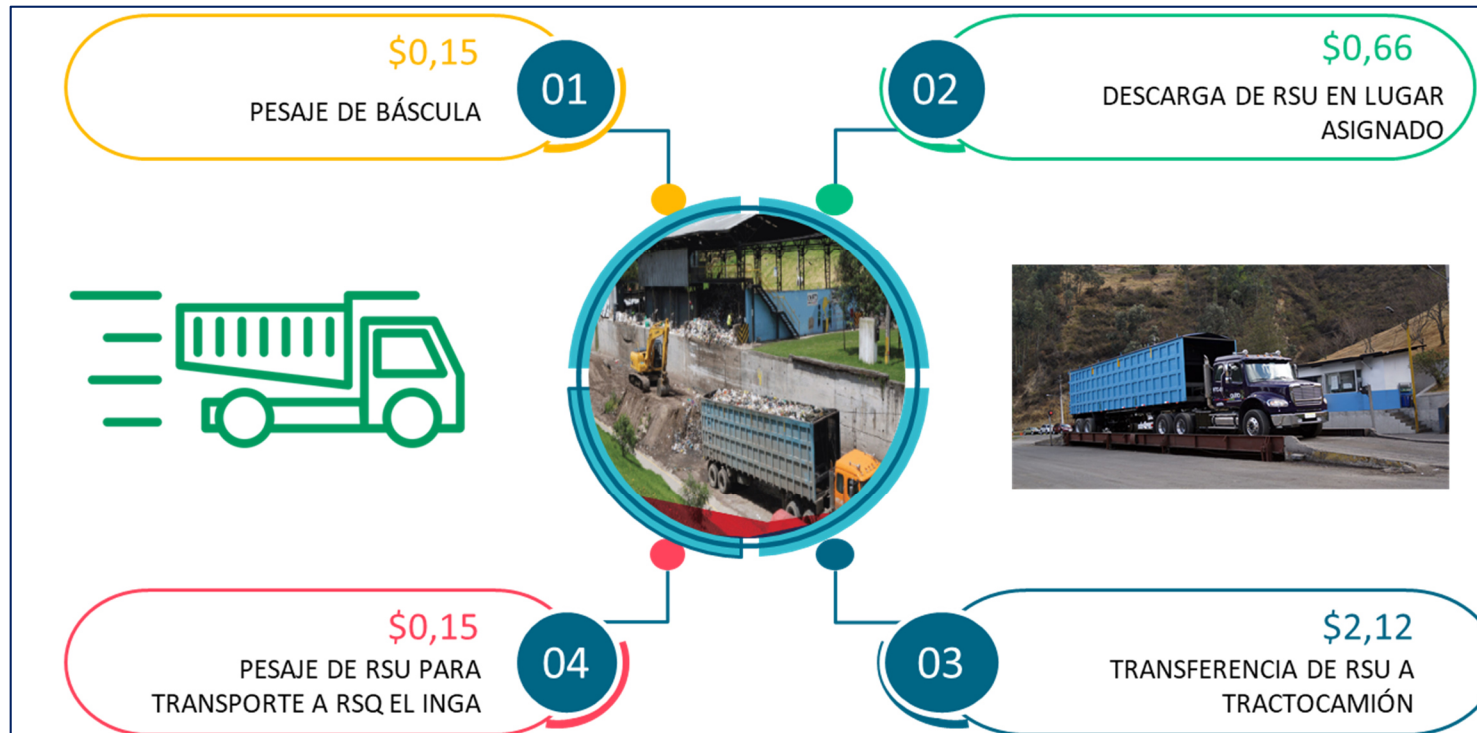 $0,15
01
PESAJE DE BÁSCULA
$0,66
02
DESCARGA DE RSU EN LUGAR
ASIGNADO
$2,12
03
TRANSFERENCIA DE RSU A
TRACTOCAMIÓN
$0,15
04
PESAJE DE RSU PARA
TRANSPORTE A RSQ EL INGA